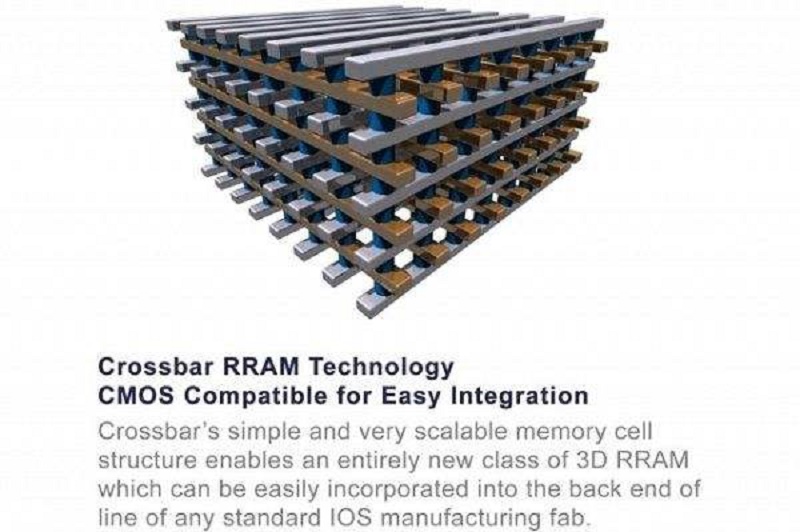 Crossbar RRAM Technology
CMOS Compatible for Easy Integration
Crossbar's simple and very scalable memory cell
structure enables an entirely new class of 3D RRAM
which can be easily incorporated into the back end of
line of any standard IOS manufacturing fab.